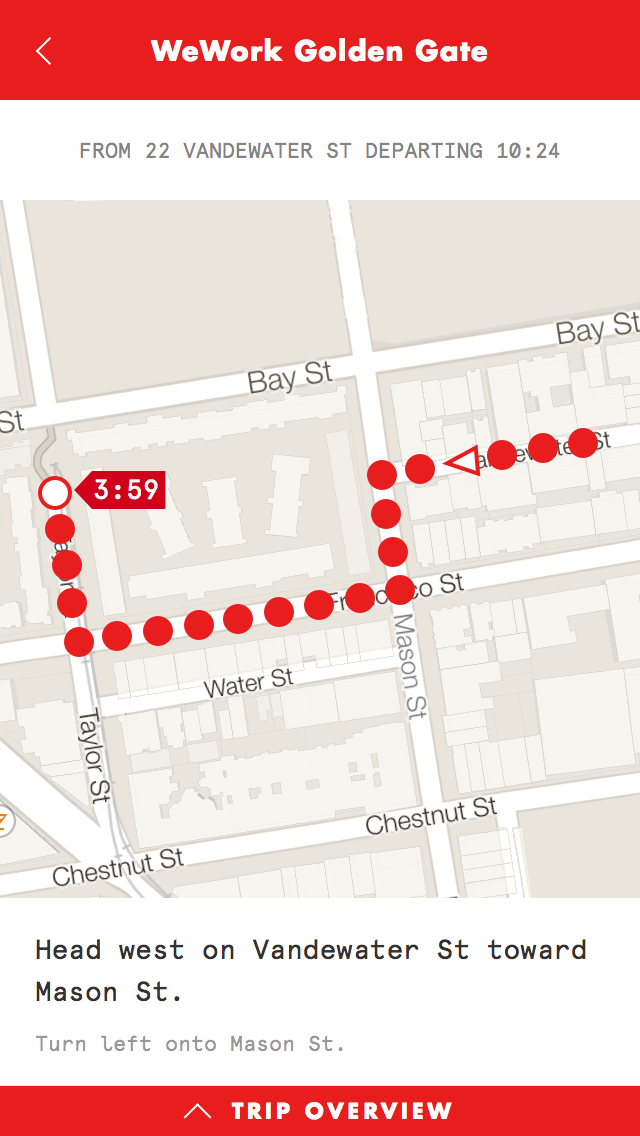 WeWork Golden Gate
FROM 22 VANDEWATER ST DEPARTING 10:24
Bay St
Bay St
St
3:59
Water St
Mason St
Taylor St
Chestnut St
Chestnut St
Head west on Vandewater St toward
Mason St.
Turn left onto Mason St.
TRIP OVERVIEW